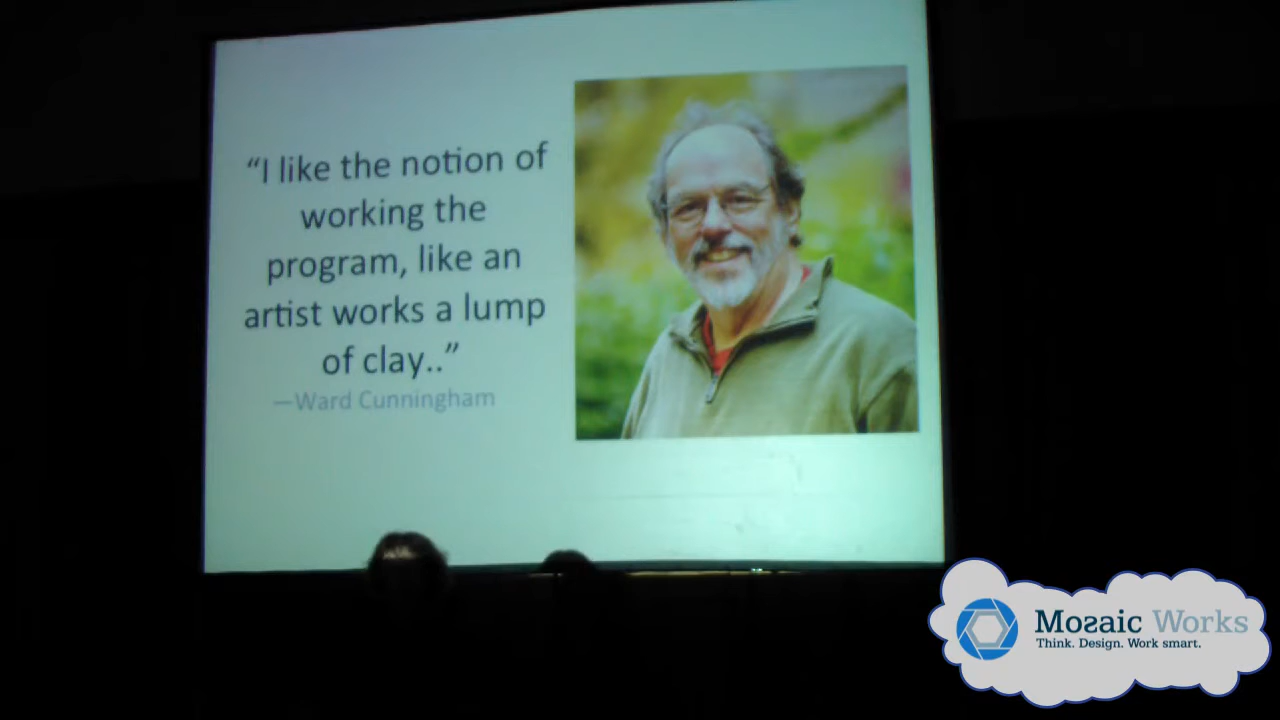 “I like the notion of
working the
program, like an
artist works a lump
of clay..”
—Ward Cunningham
Mozaic Works
Think. Design. Work smart.